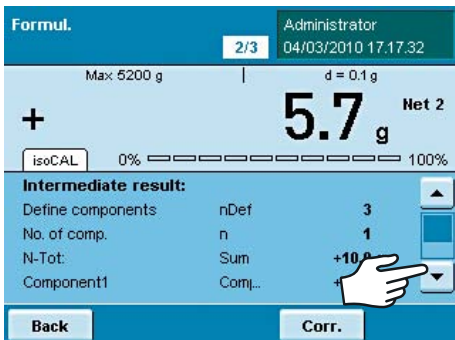 Formul.
2/3
Administrator
04/03/2010 17.17.32
Max 5200 g
d = 0.1 g
+ 5.7 g Net 2
isoCAL 0% 100%
Intermediate result:
Define components nDef 3
No. of comp. n 1
N-Tot: Sum
Component1 Comp...
Back Corr.